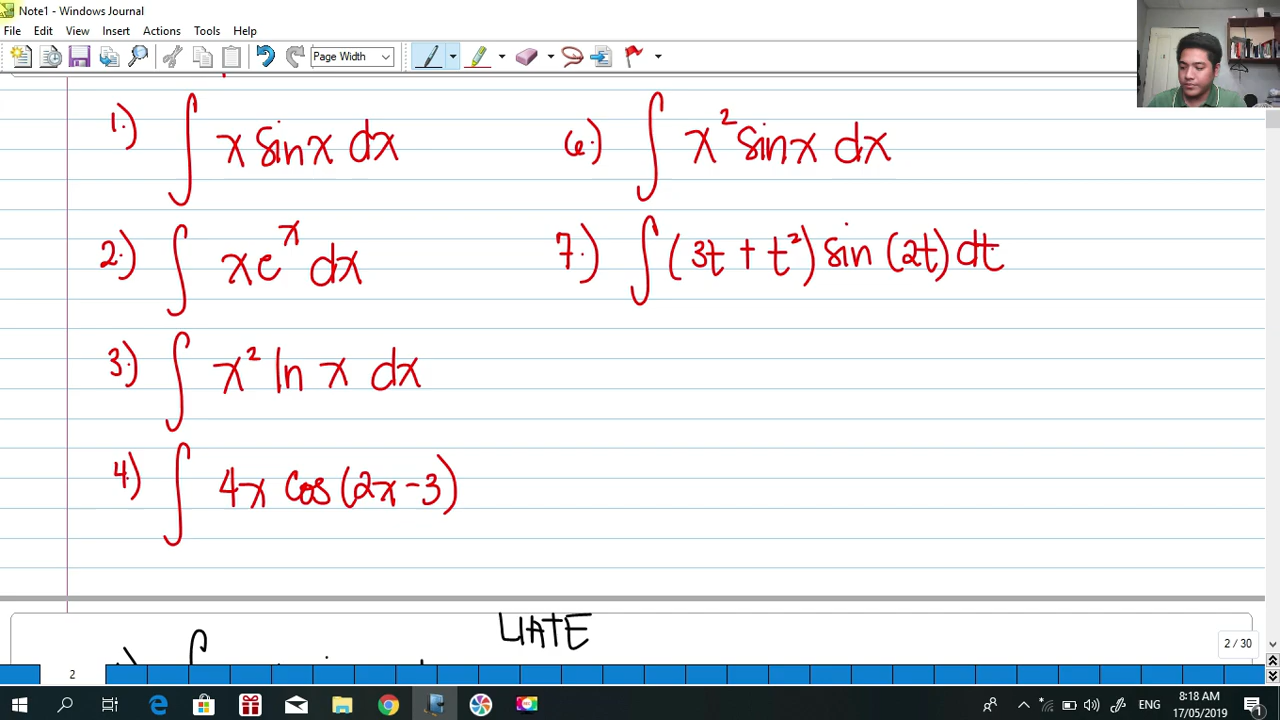 Note1 - Windows Journal
File Edit View Insert Actions Tools Help
Page Width
1.) ∫ x sin x dx
2.) ∫ xe^x dx
3.) ∫ x² ln x dx
4.) ∫ 4x cos(2x-3)
6.) ∫ x² sin x dx
7.) ∫ (3t + t²) sin (2t) dt
LIATE
2 / 30
2
ENG
8:18 AM
17/05/2019
1